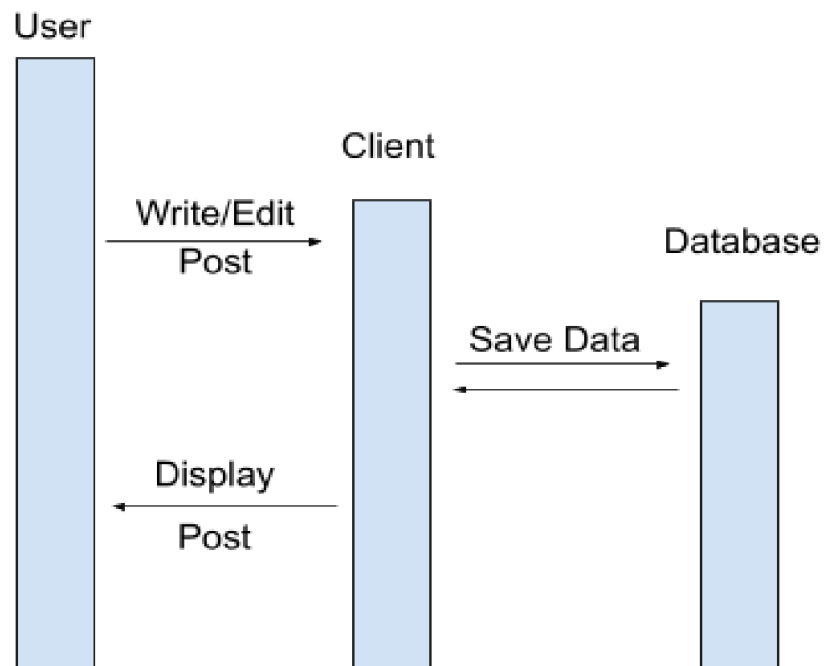 User
Client
Write/Edit
Post
Database
Save Data
Display
Post